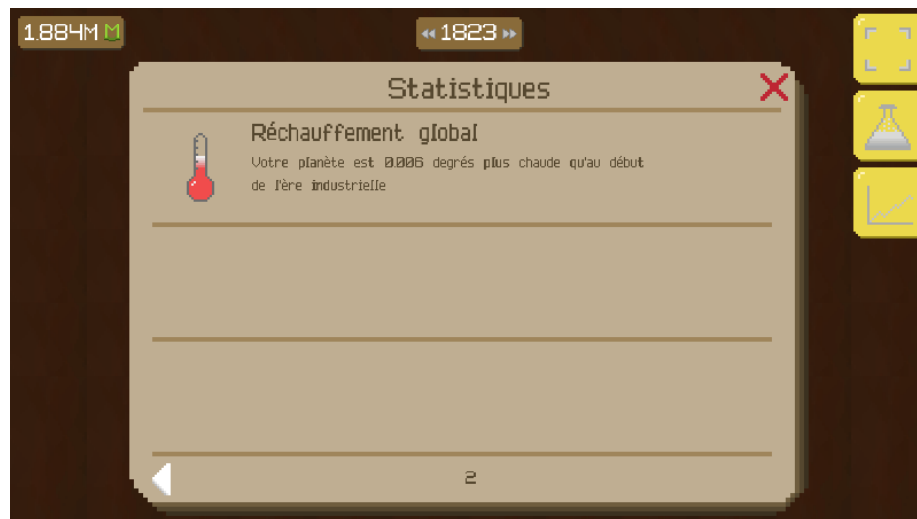 1.884M M
«1823»
Statistiques
Réchauffement global
Votre planète est 0.006 degrés plus chaude qu'au début
de l'ère industrielle
2